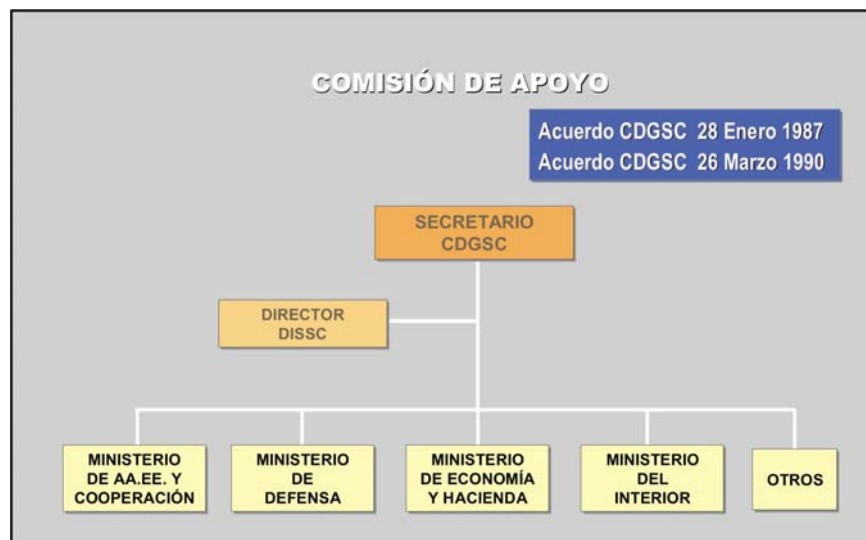 COMISIÓN DE APOYO
Acuerdo CDGSC 28 Enero 1987
Acuerdo CDGSC 26 Marzo 1990
SECRETARIO
CDGSC
DIRECTOR
DISSC
MINISTERIO
DE AA.EE. Y
COOPERACIÓN
MINISTERIO
DE
DEFENSA
MINISTERIO
DE ECONOMÍA
Y HACIENDA
MINISTERIO
DEL
INTERIOR
OTROS